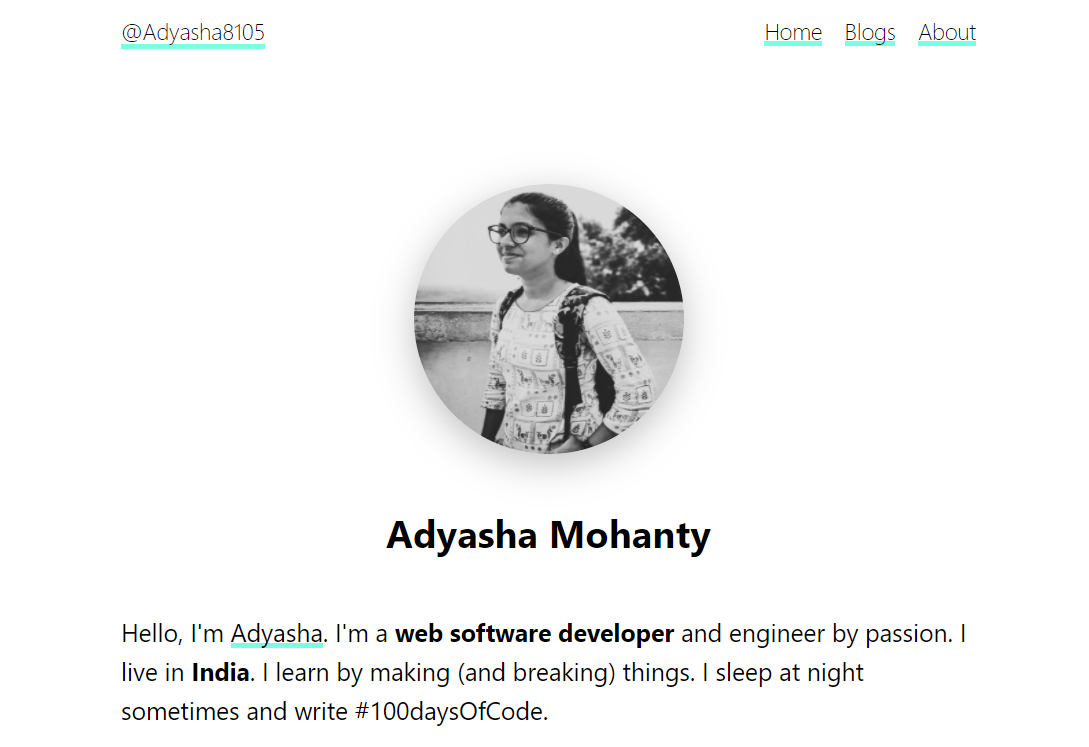 @Adyasha8105
Home Blogs About
Adyasha Mohanty
Hello, I'm Adyasha. I'm a web software developer and engineer by passion. I
live in India. I learn by making (and breaking) things. I sleep at night
sometimes and write #100daysOfCode.